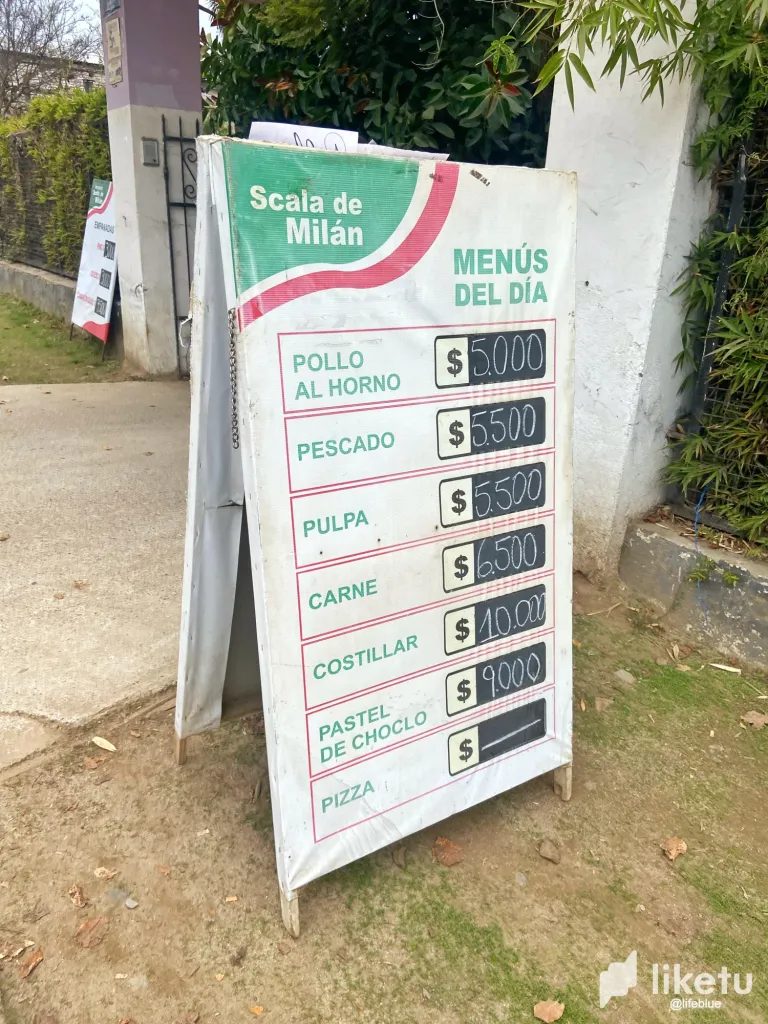 Scala de
Milán
MENÚS
DEL DÍA
POLLO
AL HORNO
$ 5.000
PESCADO
$ 5.500
PULPA
$ 5.500
CARNE
$ 6.500
COSTILLAR
$ 10.000
PASTEL
DE CHOCLO
$ 9.000
PIZZA
$ —
EMPANADAS
liketu
@lifeblue